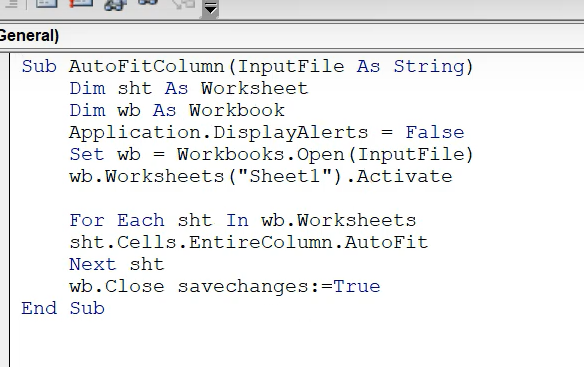 General)
Sub AutoFitColumn(InputFile As String)
Dim sht As Worksheet
Dim wb As Workbook
Application.DisplayAlerts = False
Set wb = Workbooks.Open(InputFile)
wb.Worksheets("Sheet1").Activate
For Each sht In wb.Worksheets
sht.Cells.EntireColumn.AutoFit
Next sht
wb.Close savechanges:=True
End Sub